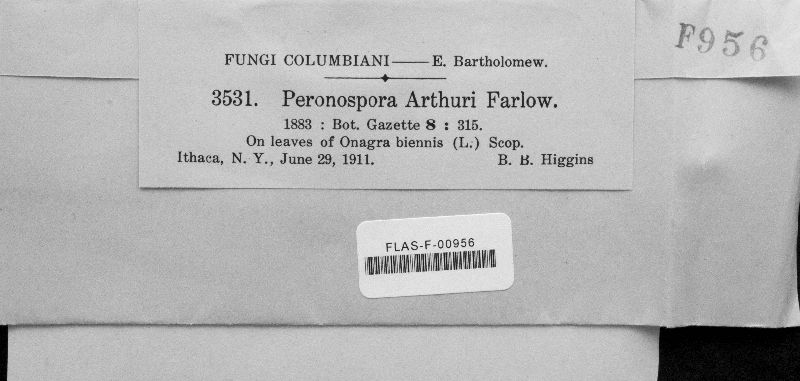 F956
FUNGI COLUMBIANI—E. Bartholomew.
3531. Peronospora Arthuri Farlow.
1883 : Bot. Gazette 8 : 315.
On leaves of Onagra biennis (L.) Scop.
Ithaca, N. Y., June 29, 1911. B. B. Higgins
FLAS-F-00956